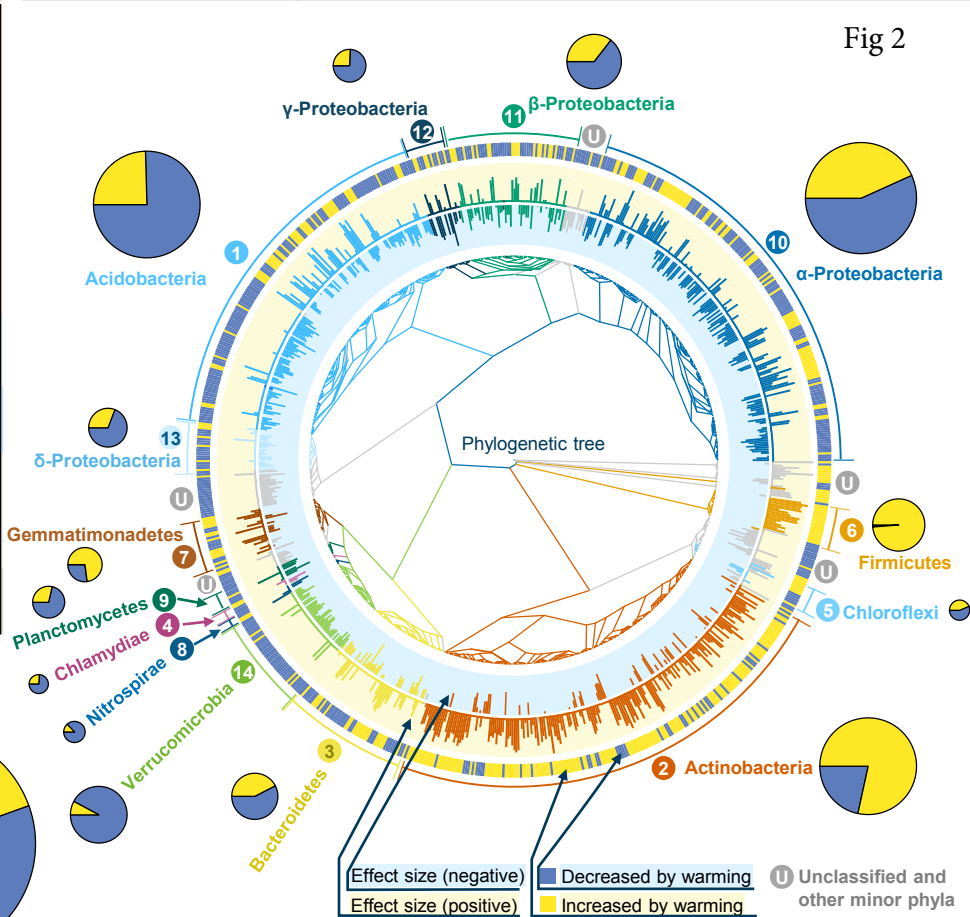 Fig 2
γ-Proteobacteria
12
11
β-Proteobacteria
U
10
α-Proteobacteria
1
Acidobacteria
Phylogenetic tree
13
δ-Proteobacteria
U
U
Gemmatimonadetes
7
6
Firmicutes
U
U
Planctomycetes 9
5 Chloroflexi
Chlamydiae 4
Nitrospirae 8
Verrucomicrobia 14
Bacteroidetes 3
2 Actinobacteria
Effect size (negative)
Effect size (positive)
Decreased by warming
Increased by warming
U Unclassified and
other minor phyla